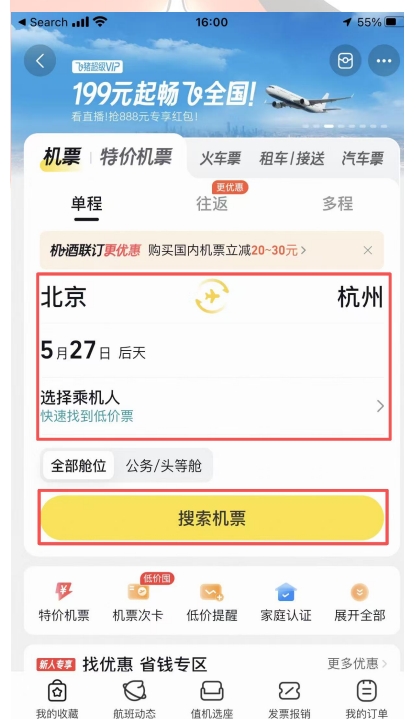 Search 16:00 55%
飞猪超级VIP
199元起畅飞全国!
看直播!抢888元专享红包!
机票 特价机票 火车票 租车/接送 汽车票
更优惠
单程 往返 多程
机+酒联订更优惠 购买国内机票立减20~30元>
北京 杭州
5月27日 后天
选择乘机人
快速找到低价票
全部舱位 公务/头等舱
搜索机票
低价囤
特价机票 机票次卡 低价提醒 家庭认证 展开全部
新人专享 找优惠 省钱专区 更多优惠>
我的收藏 航班动态 值机选座 发票报销 我的订单